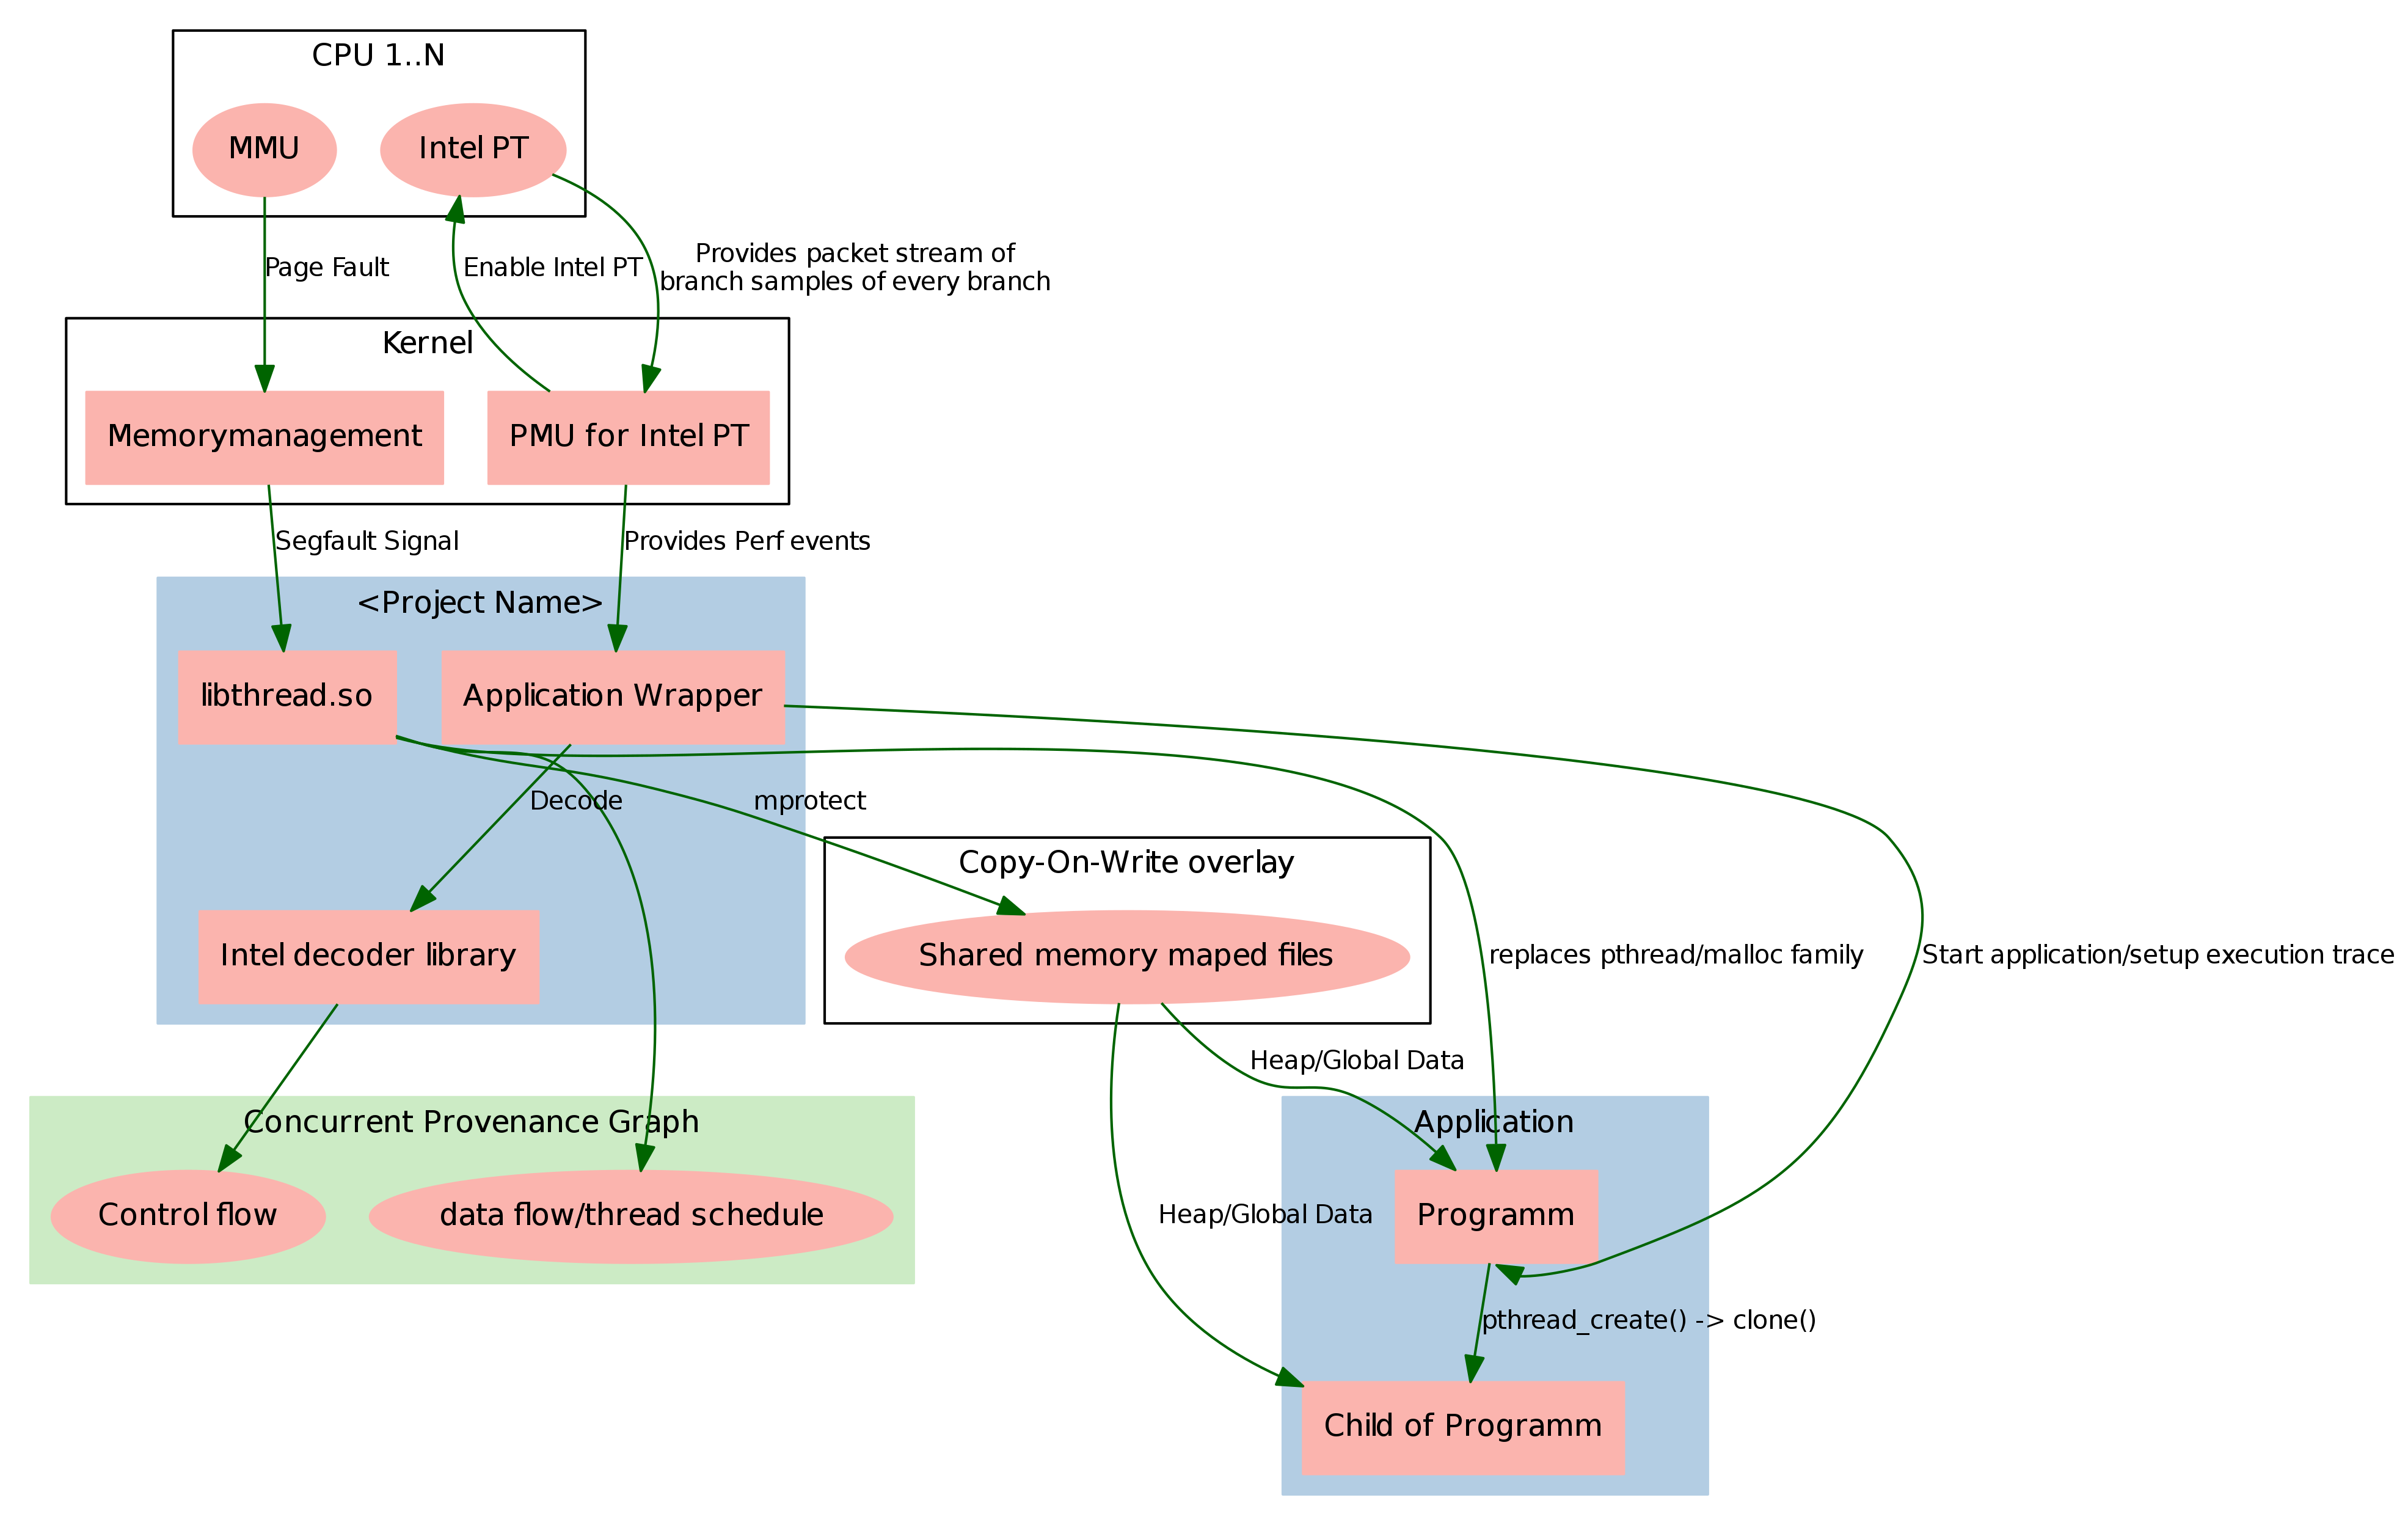 CPU 1..N
MMU
Intel PT
Page Fault
Enable Intel PT
Provides packet stream of
branch samples of every branch
Kernel
Memorymanagement
PMU for Intel PT
Segfault Signal
Provides Perf events
<Project Name>
libthread.so
Application Wrapper
Decode
mprotect
Copy-On-Write overlay
Intel decoder library
Shared memory maped files
replaces pthread/malloc family
Start application/setup execution trace
Heap/Global Data
Concurrent Provenance Graph
Application
Control flow
data flow/thread schedule
Heap/Global Data
Programm
pthread_create() -> clone()
Child of Programm